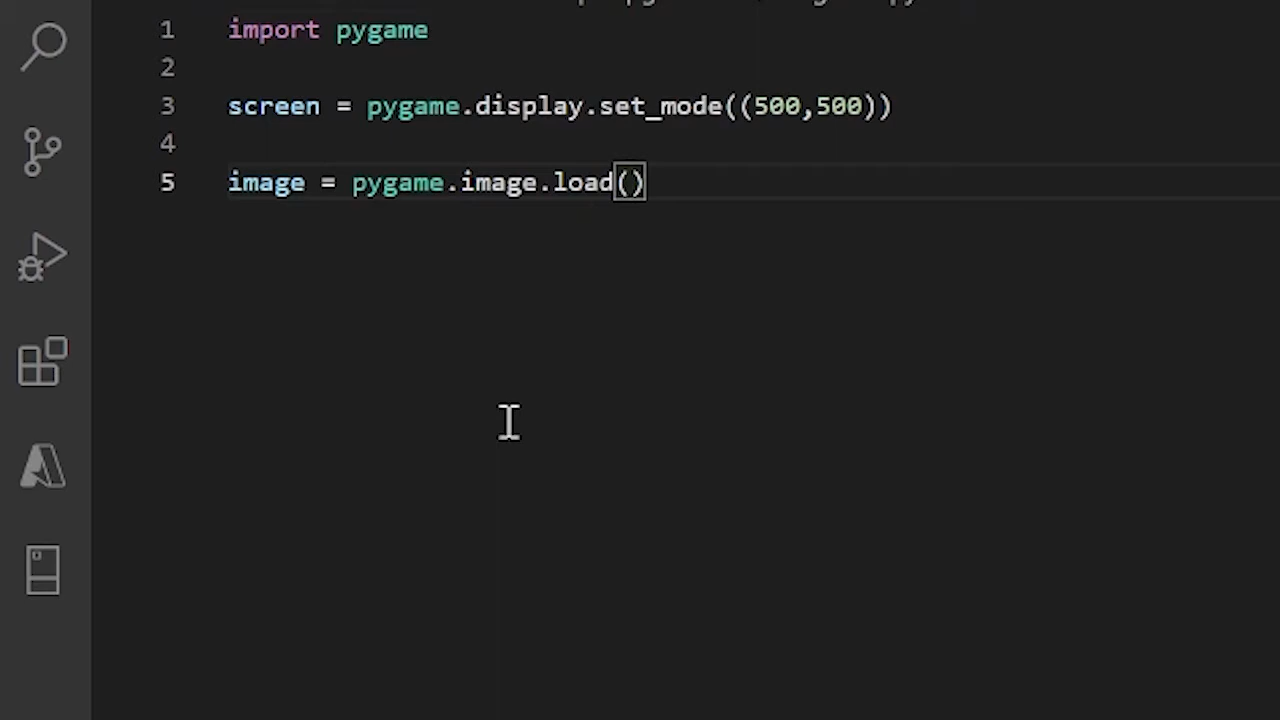 1 import pygame
2
3 screen = pygame.display.set_mode((500,500))
4
5 image = pygame.image.load()